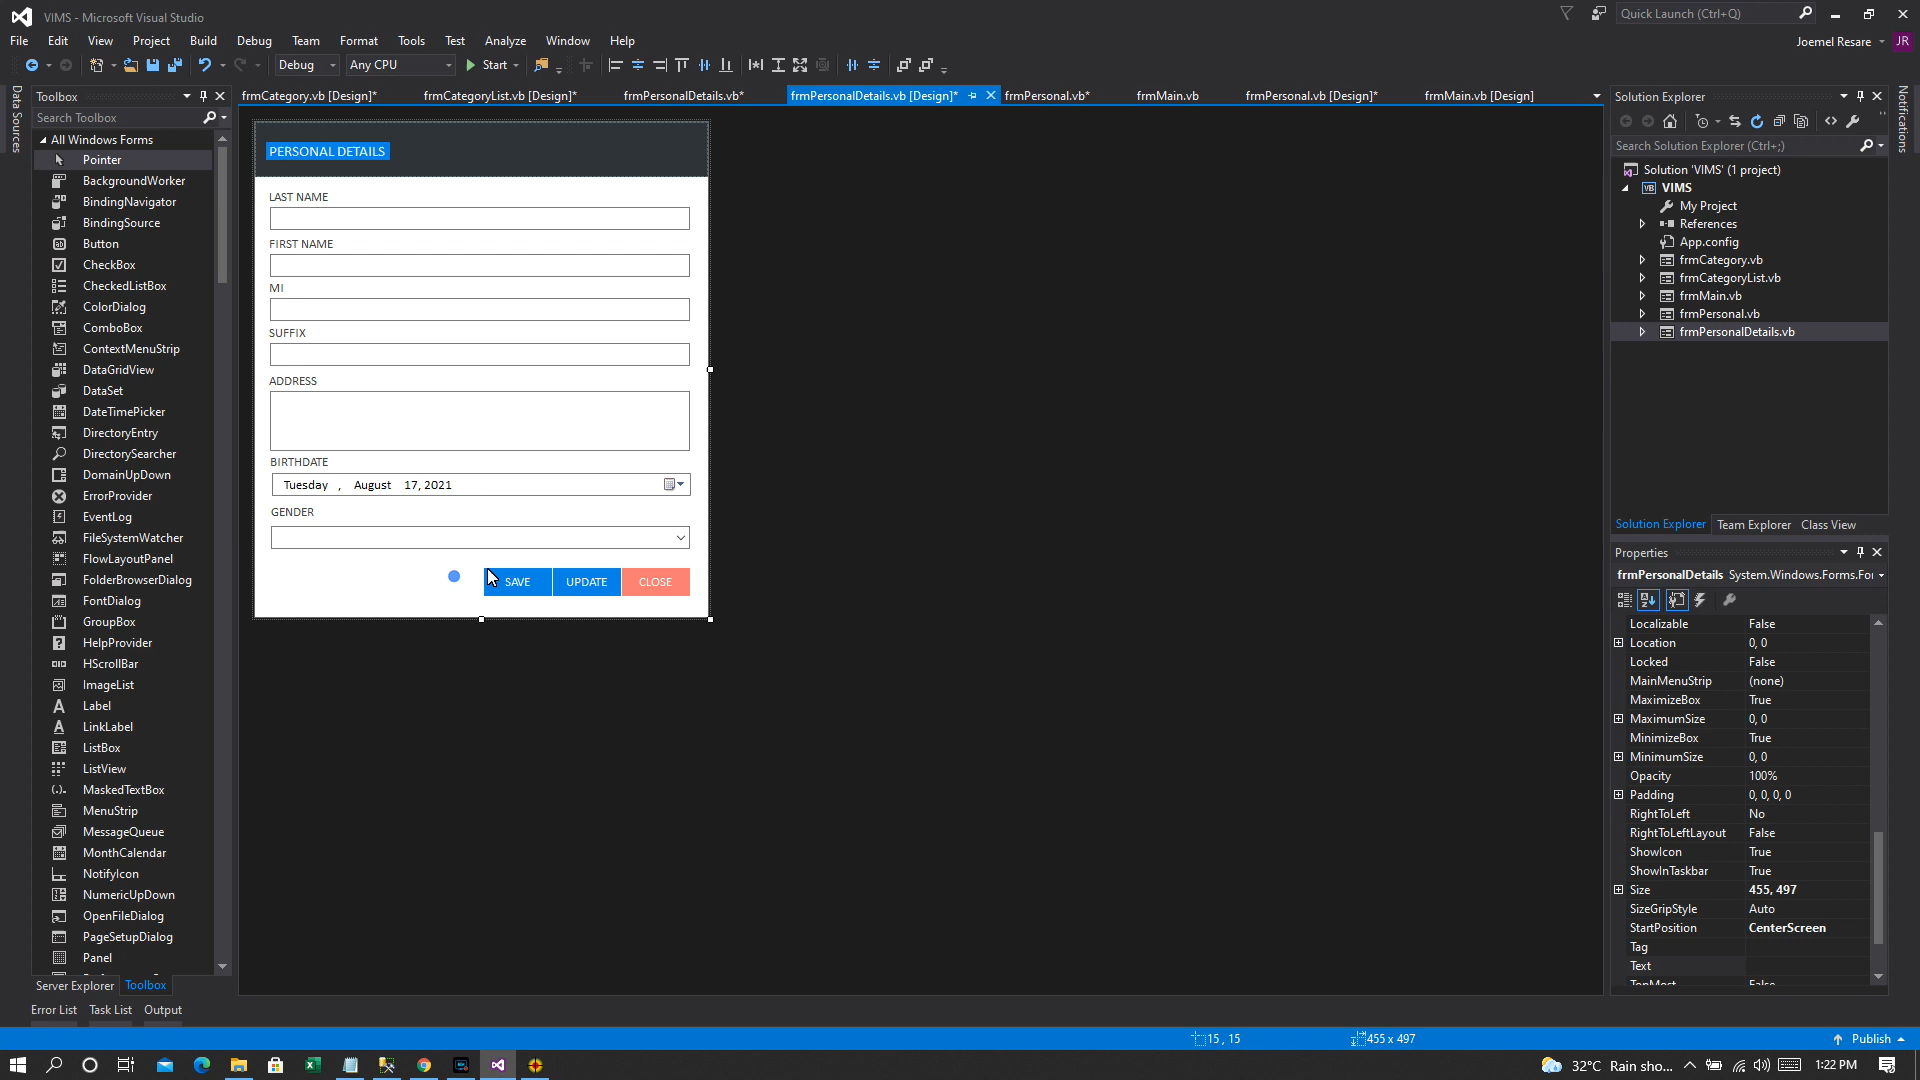 VIMS - Microsoft Visual Studio
Quick Launch (Ctrl+Q)
File Edit View Project Build Debug Team Format Tools Test Analyze Window Help
Joemel Resare JR
Debug Any CPU Start
Data Sources
Toolbox
Search Toolbox
All Windows Forms
Pointer
BackgroundWorker
BindingNavigator
BindingSource
Button
CheckBox
CheckedListBox
ColorDialog
ComboBox
ContextMenuStrip
DataGridView
DataSet
DateTimePicker
DirectoryEntry
DirectorySearcher
DomainUpDown
ErrorProvider
EventLog
FileSystemWatcher
FlowLayoutPanel
FolderBrowserDialog
FontDialog
GroupBox
HelpProvider
HScrollBar
ImageList
Label
LinkLabel
ListBox
ListView
MaskedTextBox
MenuStrip
MessageQueue
MonthCalendar
NotifyIcon
NumericUpDown
OpenFileDialog
PageSetupDialog
Panel
Server Explorer Toolbox
Error List Task List Output
frmCategory.vb [Design]* frmCategoryList.vb [Design]* frmPersonalDetails.vb* frmPersonalDetails.vb [Design]* frmPersonal.vb* frmMain.vb frmPersonal.vb [Design]* frmMain.vb [Design]
PERSONAL DETAILS
LAST NAME
FIRST NAME
MI
SUFFIX
ADDRESS
BIRTHDATE
Tuesday , August 17, 2021
GENDER
SAVE UPDATE CLOSE
Solution Explorer
Search Solution Explorer (Ctrl+;)
Solution 'VIMS' (1 project)
VB VIMS
My Project
References
App.config
frmCategory.vb
frmCategoryList.vb
frmMain.vb
frmPersonal.vb
frmPersonalDetails.vb
Solution Explorer Team Explorer Class View
Notifications
Properties
frmPersonalDetails System.Windows.Forms.For
Localizable False
Location 0, 0
Locked False
MainMenuStrip (none)
MaximizeBox True
MaximumSize 0, 0
MinimizeBox True
MinimumSize 0, 0
Opacity 100%
Padding 0, 0, 0, 0
RightToLeft No
RightToLeftLayout False
ShowIcon True
ShowInTaskbar True
Size 455, 497
SizeGripStyle Auto
StartPosition CenterScreen
Tag
Text
TopMost False
15 , 15 455 x 497 Publish
32°C Rain sho... 1:22 PM